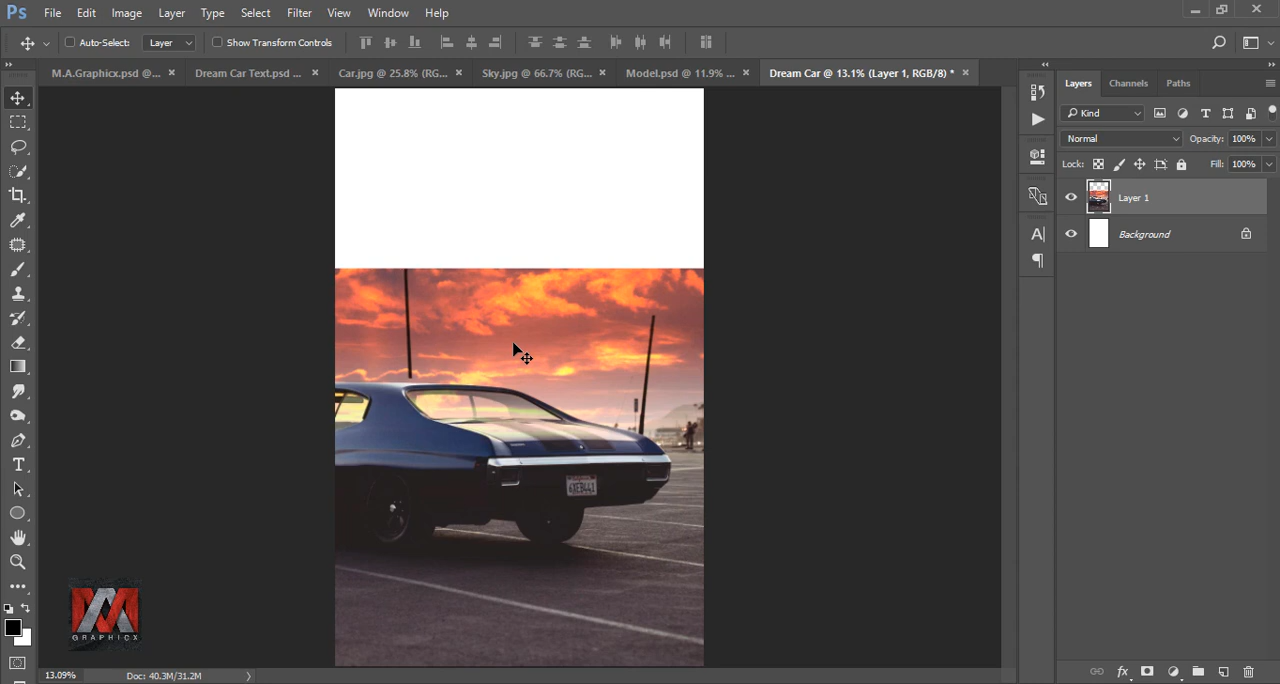 Ps File Edit Image Layer Type Select Filter View Window Help
Auto-Select: Layer Show Transform Controls
M.A.Graphicx.psd @... × Dream Car Text.psd ... × Car.jpg @ 25.8% (RG... × Sky.jpg @ 66.7% (RG... × Model.psd @ 11.9% ... × Dream Car @ 13.1% (Layer 1, RGB/8) * ×
Layers Channels Paths
Kind
Normal Opacity: 100%
Lock: Fill: 100%
Layer 1
Background
GRAPHICX
13.09% Doc: 40.3M/31.2M